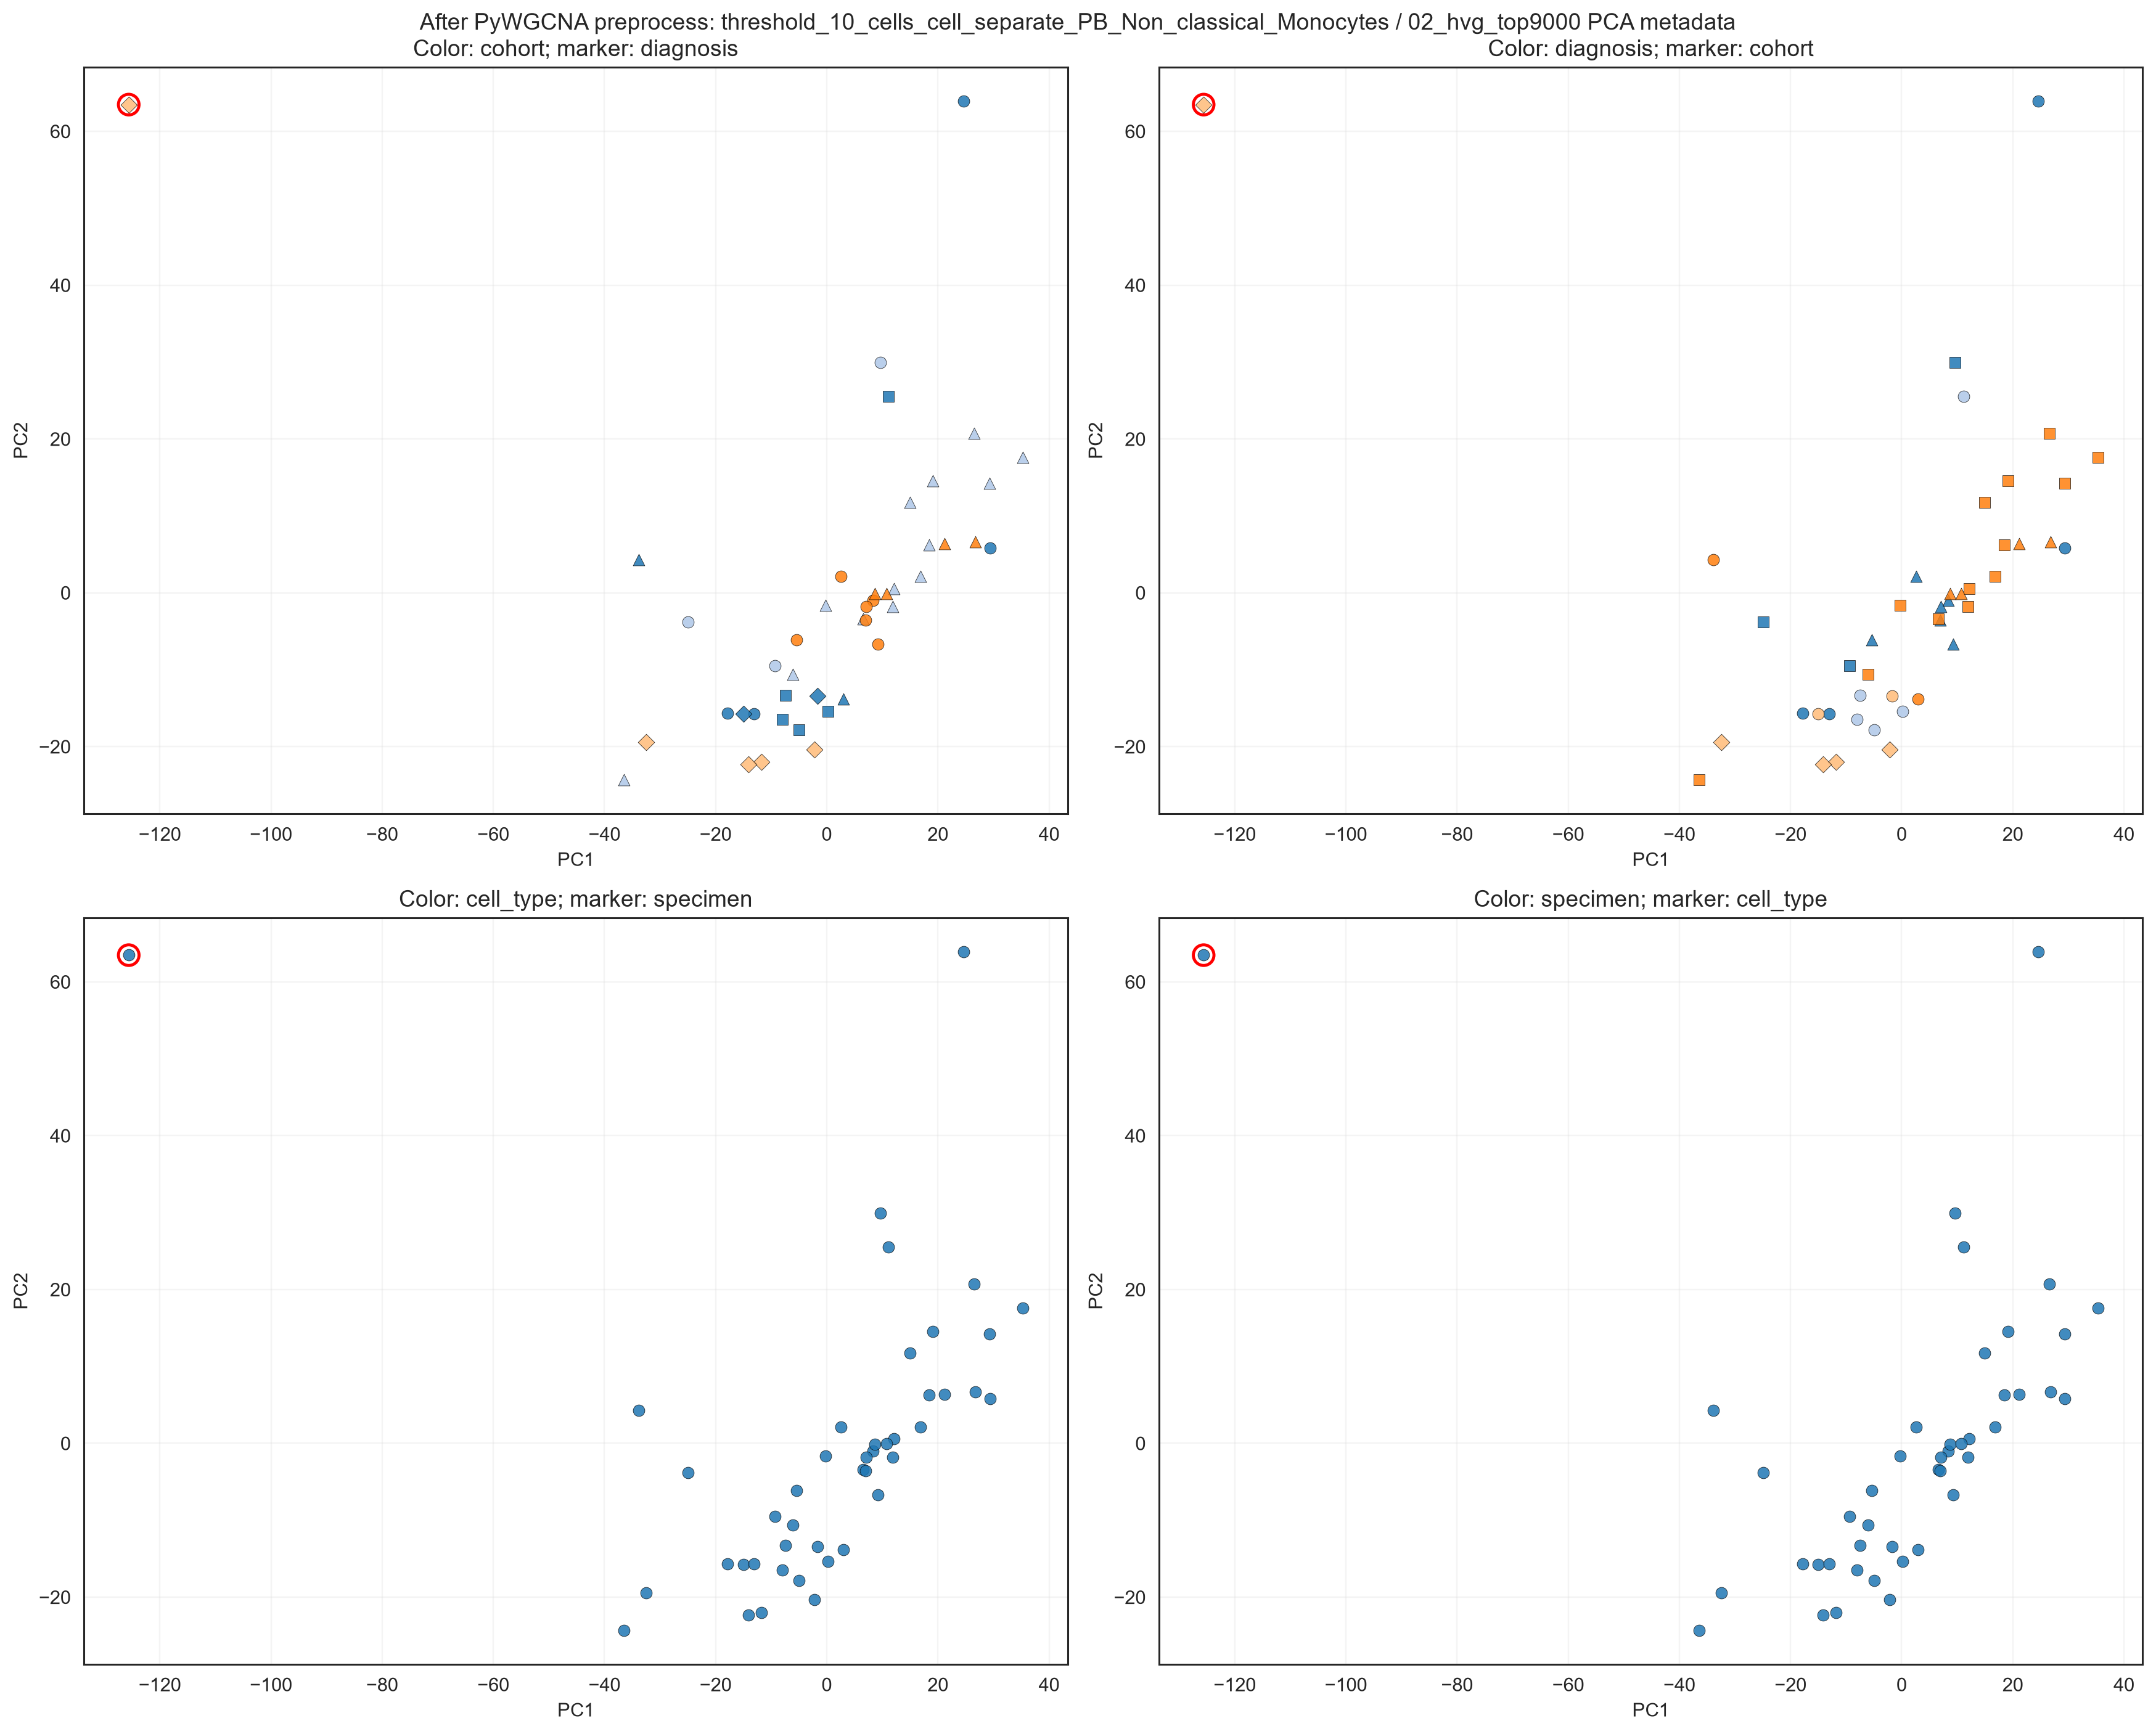 After PyWGCNA preprocess: threshold_10_cells_cell_separate_PB_Non_classical_Monocytes / 02_hvg_top9000 PCA metadata
Color: cohort; marker: diagnosis
Color: diagnosis; marker: cohort
60
40
20
0
−20
PC2
−120 −100 −80 −60 −40 −20 0 20 40
PC1
60
40
20
0
−20
PC2
−120 −100 −80 −60 −40 −20 0 20 40
PC1
Color: cell_type; marker: specimen
Color: specimen; marker: cell_type
60
40
20
0
−20
PC2
−120 −100 −80 −60 −40 −20 0 20 40
PC1
60
40
20
0
−20
PC2
−120 −100 −80 −60 −40 −20 0 20 40
PC1